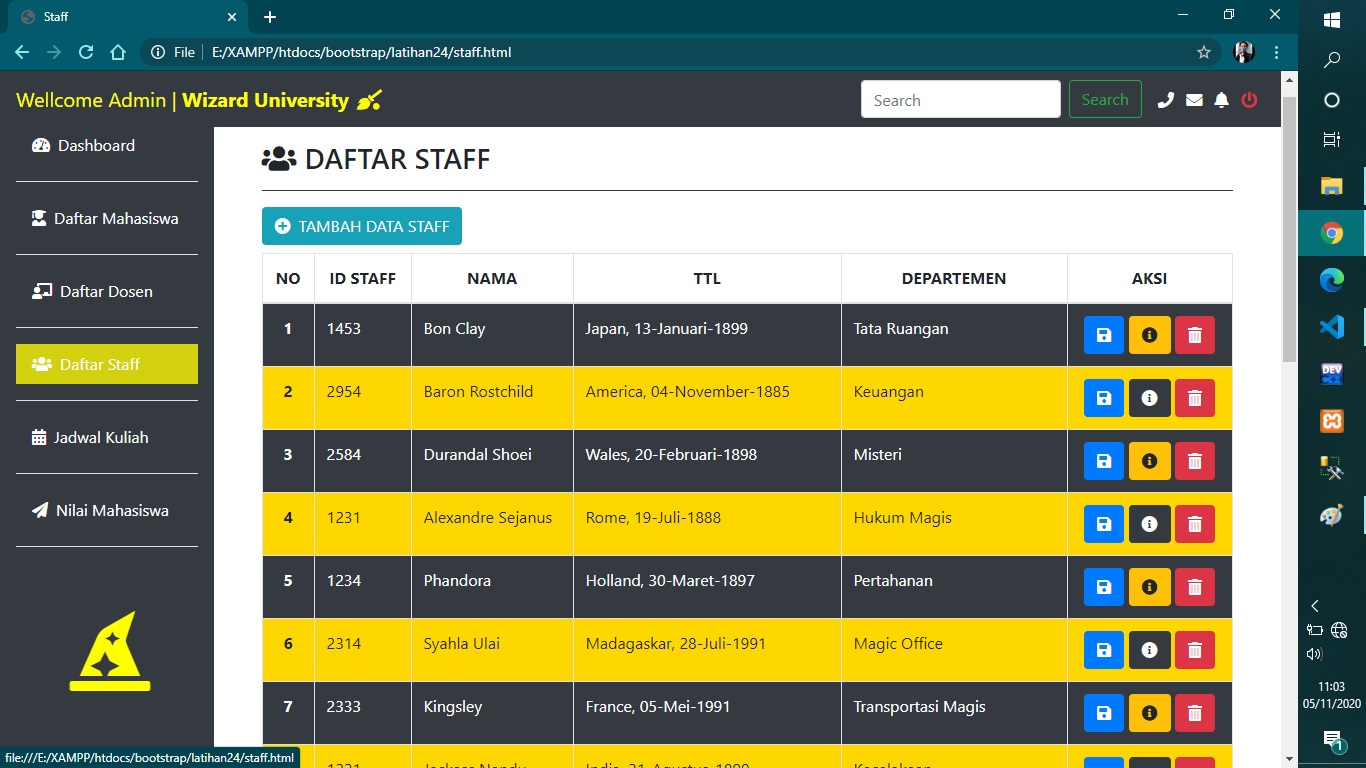 Staff
File E:/XAMPP/htdocs/bootstrap/latihan24/staff.html
Wellcome Admin | Wizard University
Search Search
Dashboard
Daftar Mahasiswa
Daftar Dosen
Daftar Staff
Jadwal Kuliah
Nilai Mahasiswa
DAFTAR STAFF
TAMBAH DATA STAFF
NO ID STAFF NAMA TTL DEPARTEMEN AKSI
1 1453 Bon Clay Japan, 13-Januari-1899 Tata Ruangan
2 2954 Baron Rostchild America, 04-November-1885 Keuangan
3 2584 Durandal Shoei Wales, 20-Februari-1898 Misteri
4 1231 Alexandre Sejanus Rome, 19-Juli-1888 Hukum Magis
5 1234 Phandora Holland, 30-Maret-1897 Pertahanan
6 2314 Syahla Ulai Madagaskar, 28-Juli-1991 Magic Office
7 2333 Kingsley France, 05-Mei-1991 Transportasi Magis
file:///E:/XAMPP/htdocs/bootstrap/latihan24/staff.html
DEV
11:03
05/11/2020
1